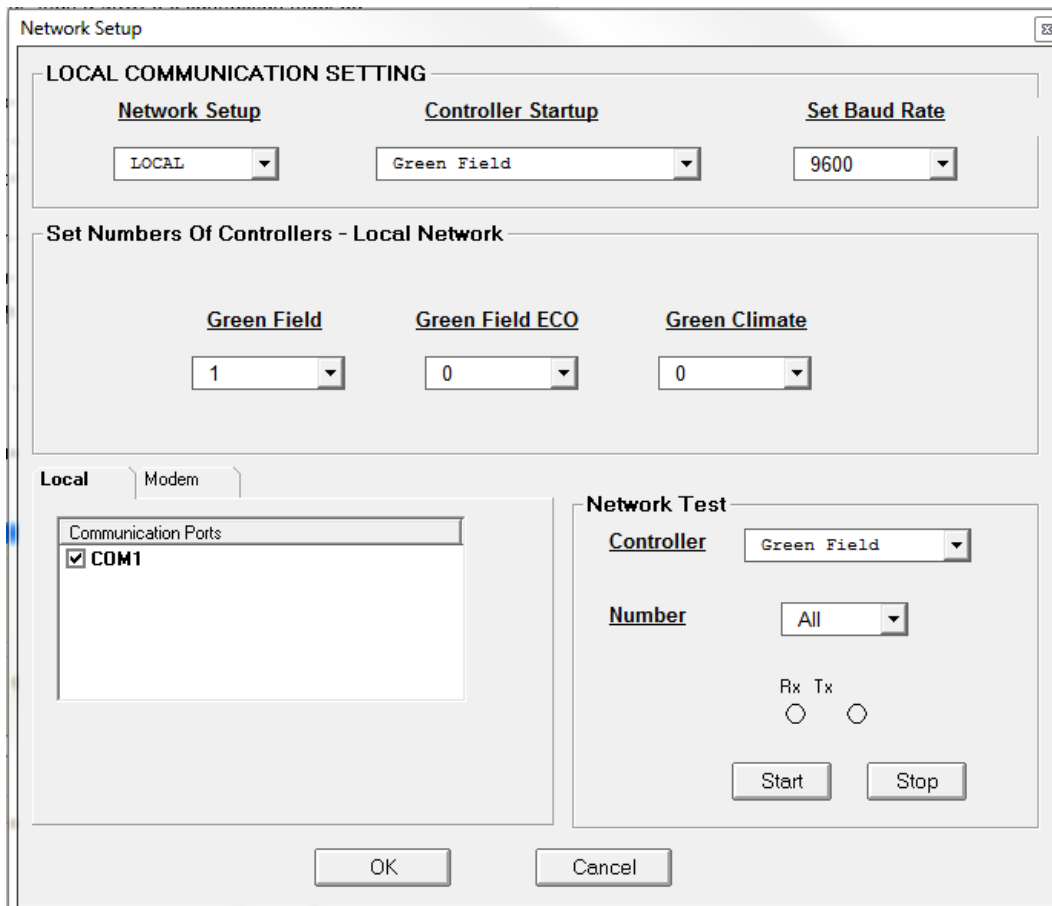 Network Setup
LOCAL COMMUNICATION SETTING
Network Setup Controller Startup Set Baud Rate
LOCAL Green Field 9600
Set Numbers Of Controllers - Local Network
Green Field Green Field ECO Green Climate
1 0 0
Local Modem
Communication Ports
COM1
Network Test
Controller Green Field
Number All
Rx Tx
Start Stop
OK Cancel